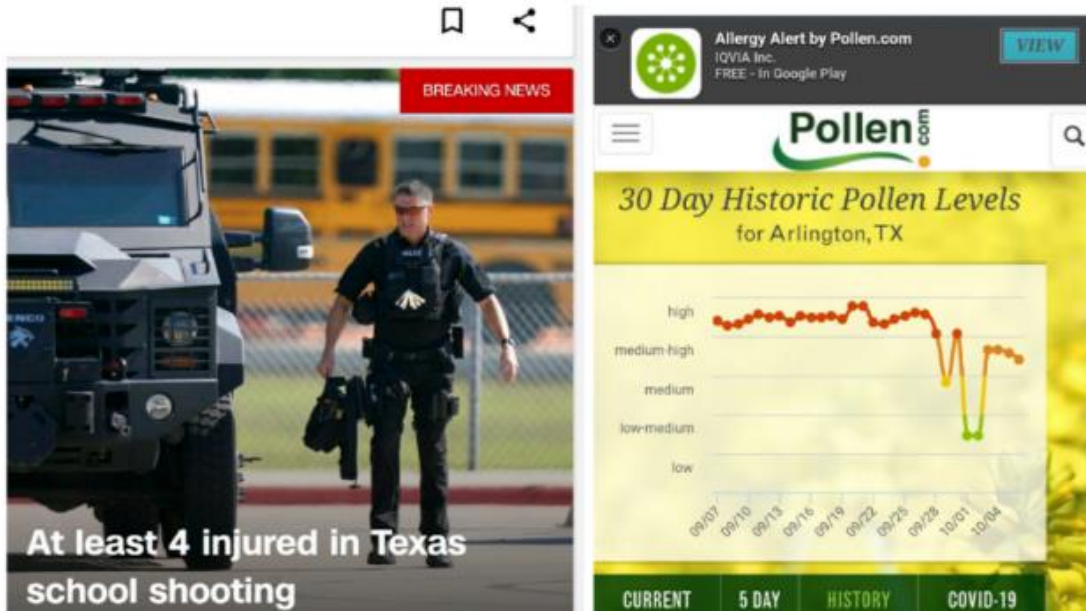 BREAKING NEWS
POLICE
ENCO
At least 4 injured in Texas
school shooting
Allergy Alert by Pollen.com
IQVIA Inc.
FREE - In Google Play
VIEW
Pollen.com
30 Day Historic Pollen Levels
for Arlington, TX
high
medium-high
medium
low-medium
low
09/07
09/10
09/13
09/16
09/19
09/22
09/25
09/28
10/01
10/04
CURRENT
5 DAY
HISTORY
COVID-19